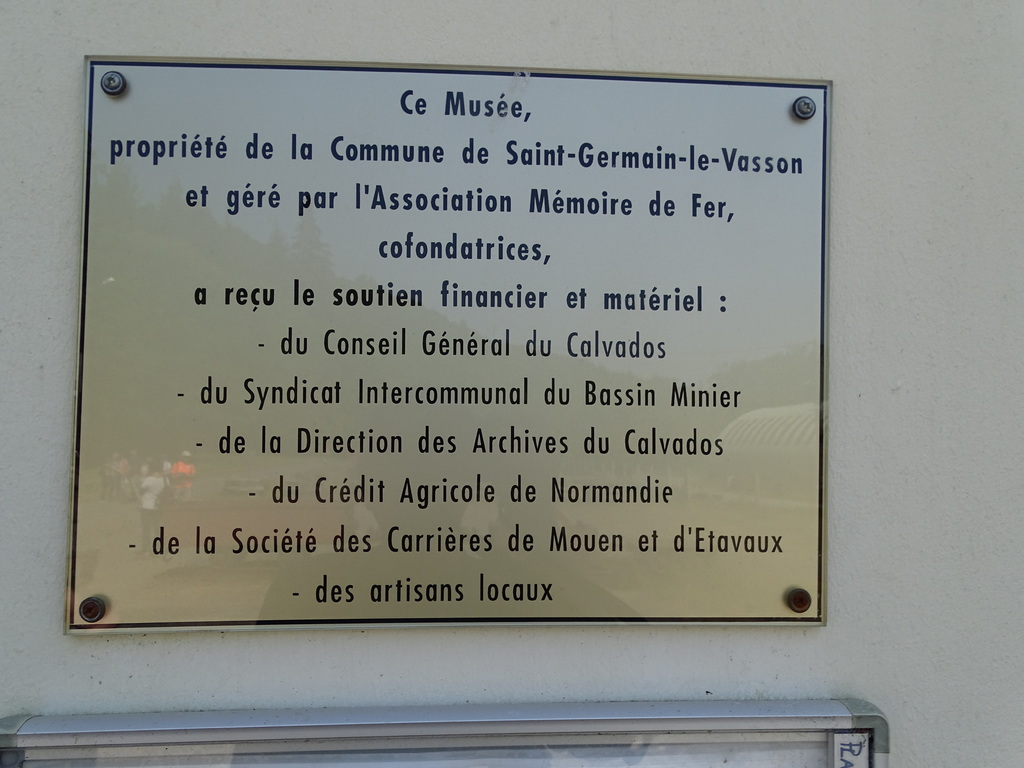 Ce Musée,
propriété de la Commune de Saint-Germain-le-Vasson
et géré par l'Association Mémoire de Fer,
cofondatrices,
a reçu le soutien financier et matériel :
- du Conseil Général du Calvados
- du Syndicat Intercommunal du Bassin Minier
- de la Direction des Archives du Calvados
- du Crédit Agricole de Normandie
- de la Société des Carrières de Mouen et d'Etavaux
- des artisans locaux